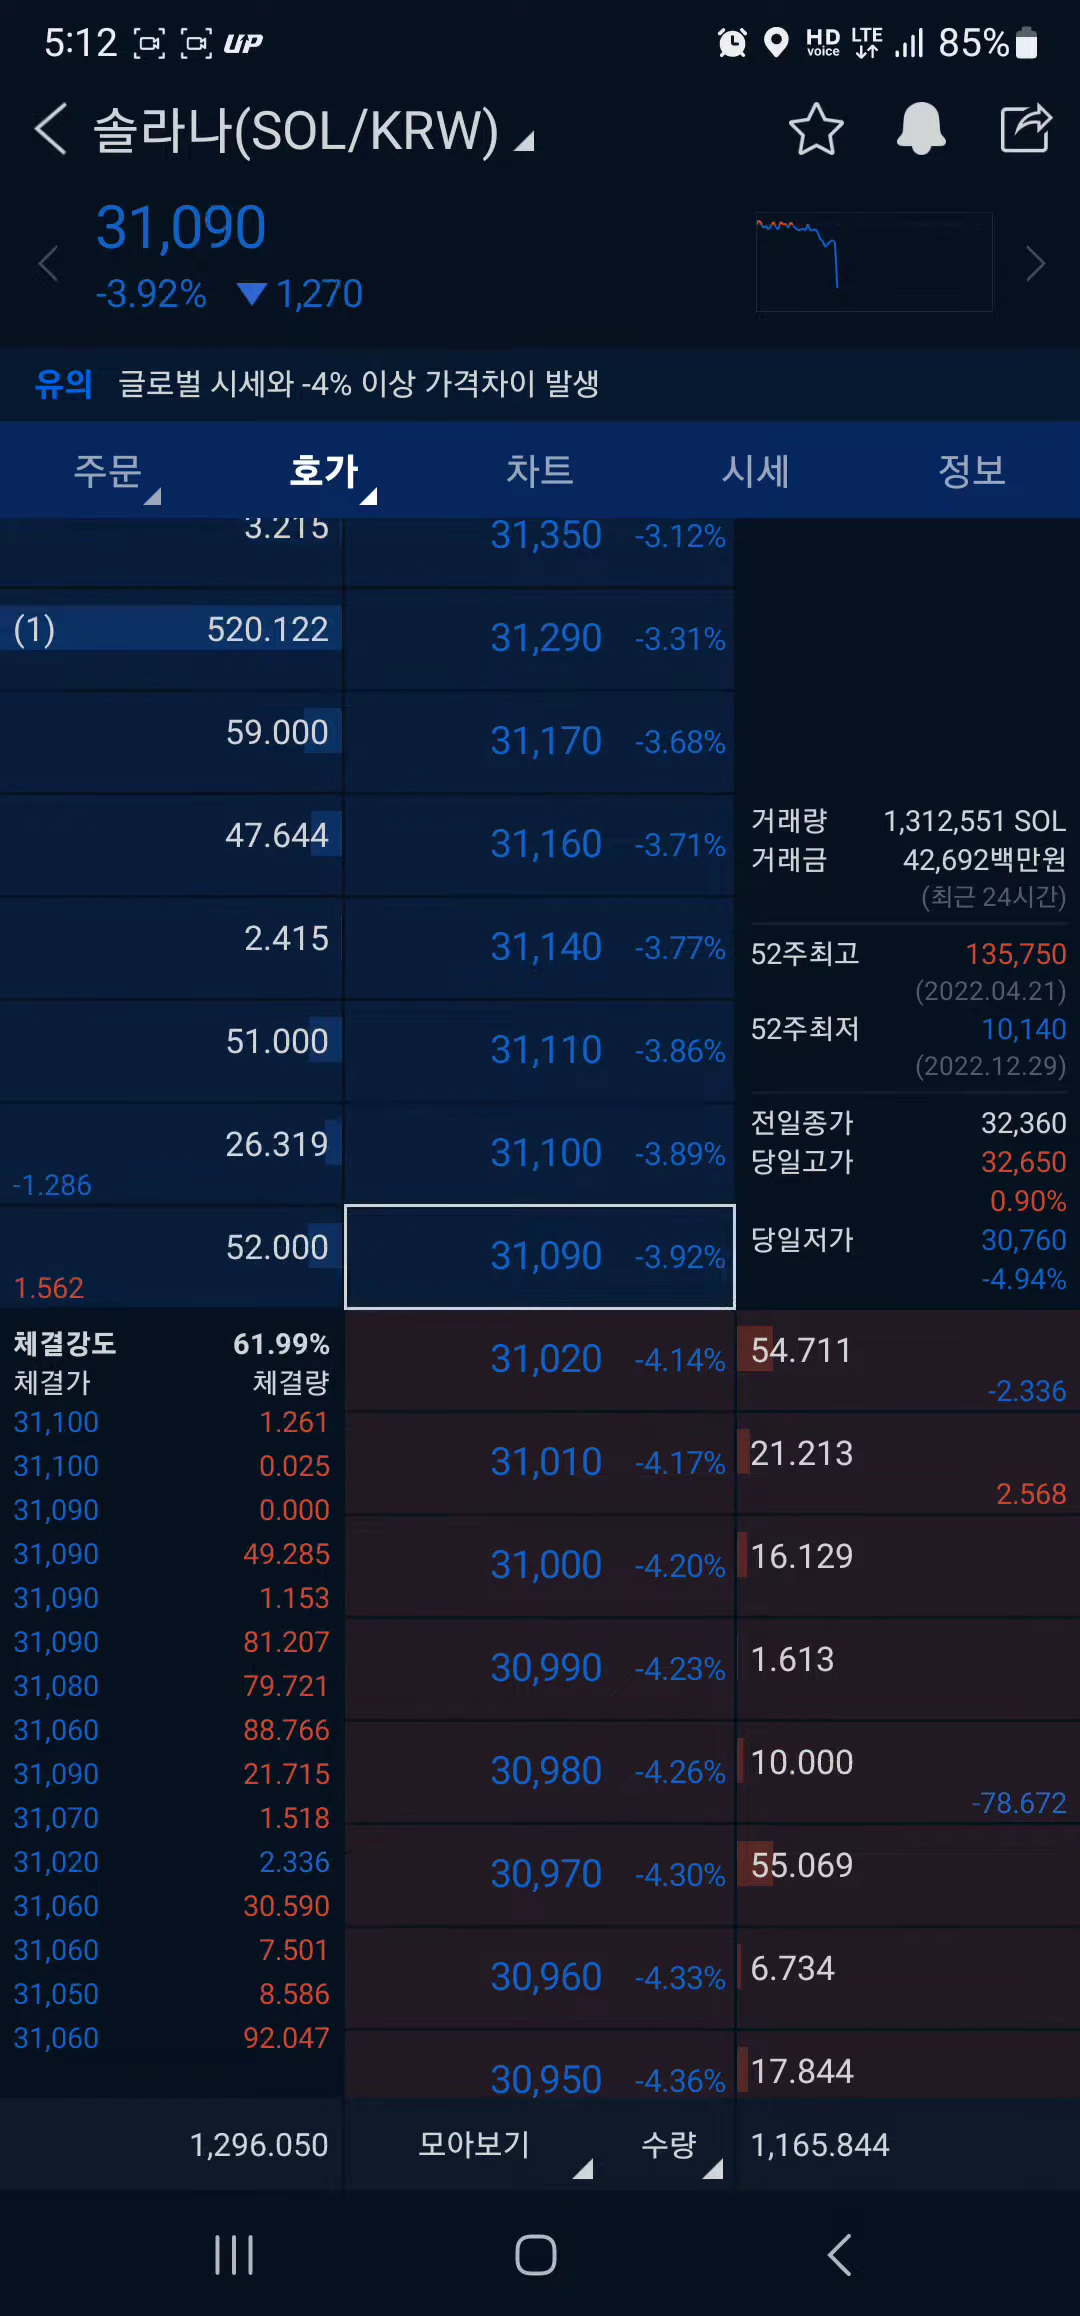 5:12 UP HD voice LTE 85%
솔라나(SOL/KRW)
31,090
-3.92% ▼ 1,270
유의 글로벌 시세와 -4% 이상 가격차이 발생
주문 호가 차트 시세 정보
3.215 31,350 -3.12%
(1) 520.122 31,290 -3.31%
59.000 31,170 -3.68%
47.644 31,160 -3.71%
2.415 31,140 -3.77%
51.000 31,110 -3.86%
26.319 31,100 -3.89%
-1.286
52.000 31,090 -3.92%
1.562
거래량 1,312,551 SOL
거래금 42,692백만원
(최근 24시간)
52주최고 135,750
(2022.04.21)
52주최저 10,140
(2022.12.29)
전일종가 32,360
당일고가 32,650
0.90%
당일저가 30,760
-4.94%
체결강도 61.99%
체결가 체결량
31,100 1.261
31,100 0.025
31,090 0.000
31,090 49.285
31,090 1.153
31,090 81.207
31,080 79.721
31,060 88.766
31,090 21.715
31,070 1.518
31,020 2.336
31,060 30.590
31,060 7.501
31,050 8.586
31,060 92.047
31,020 -4.14% 54.711
-2.336
31,010 -4.17% 21.213
2.568
31,000 -4.20% 16.129
30,990 -4.23% 1.613
30,980 -4.26% 10.000
-78.672
30,970 -4.30% 55.069
30,960 -4.33% 6.734
30,950 -4.36% 17.844
1,296.050 모아보기 수량 1,165.844